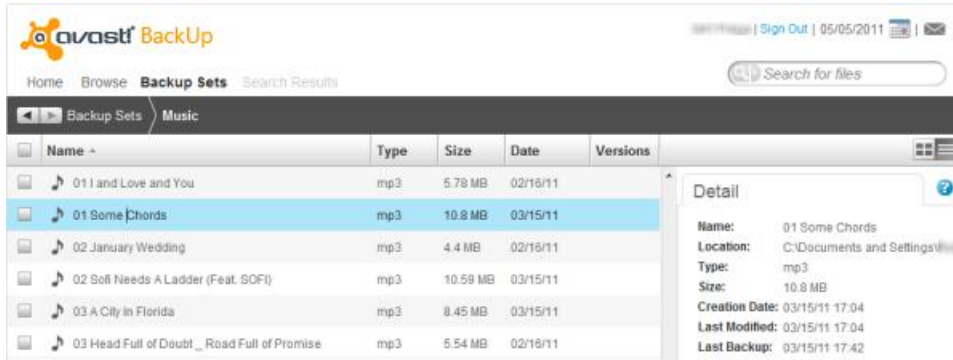 avast! BackUp
Sign Out | 05/05/2011
Search for files
Home Browse Backup Sets Search Results
Backup Sets Music
Name Type Size Date Versions
01 I and Love and You mp3 5.78 MB 02/16/11
01 Some Chords mp3 10.8 MB 03/15/11
02 January Wedding mp3 4.4 MB 02/16/11
02 Sofi Needs A Ladder (Feat. SOFI) mp3 10.59 MB 03/15/11
03 A City In Florida mp3 8.45 MB 03/15/11
03 Head Full of Doubt _ Road Full of Promise mp3 5.54 MB 02/16/11
Detail
Name: 01 Some Chords
Location: C:\Documents and Settings\
Type: mp3
Size: 10.8 MB
Creation Date: 03/15/11 17:04
Last Modified: 03/15/11 17:04
Last Backup: 03/15/11 17:42